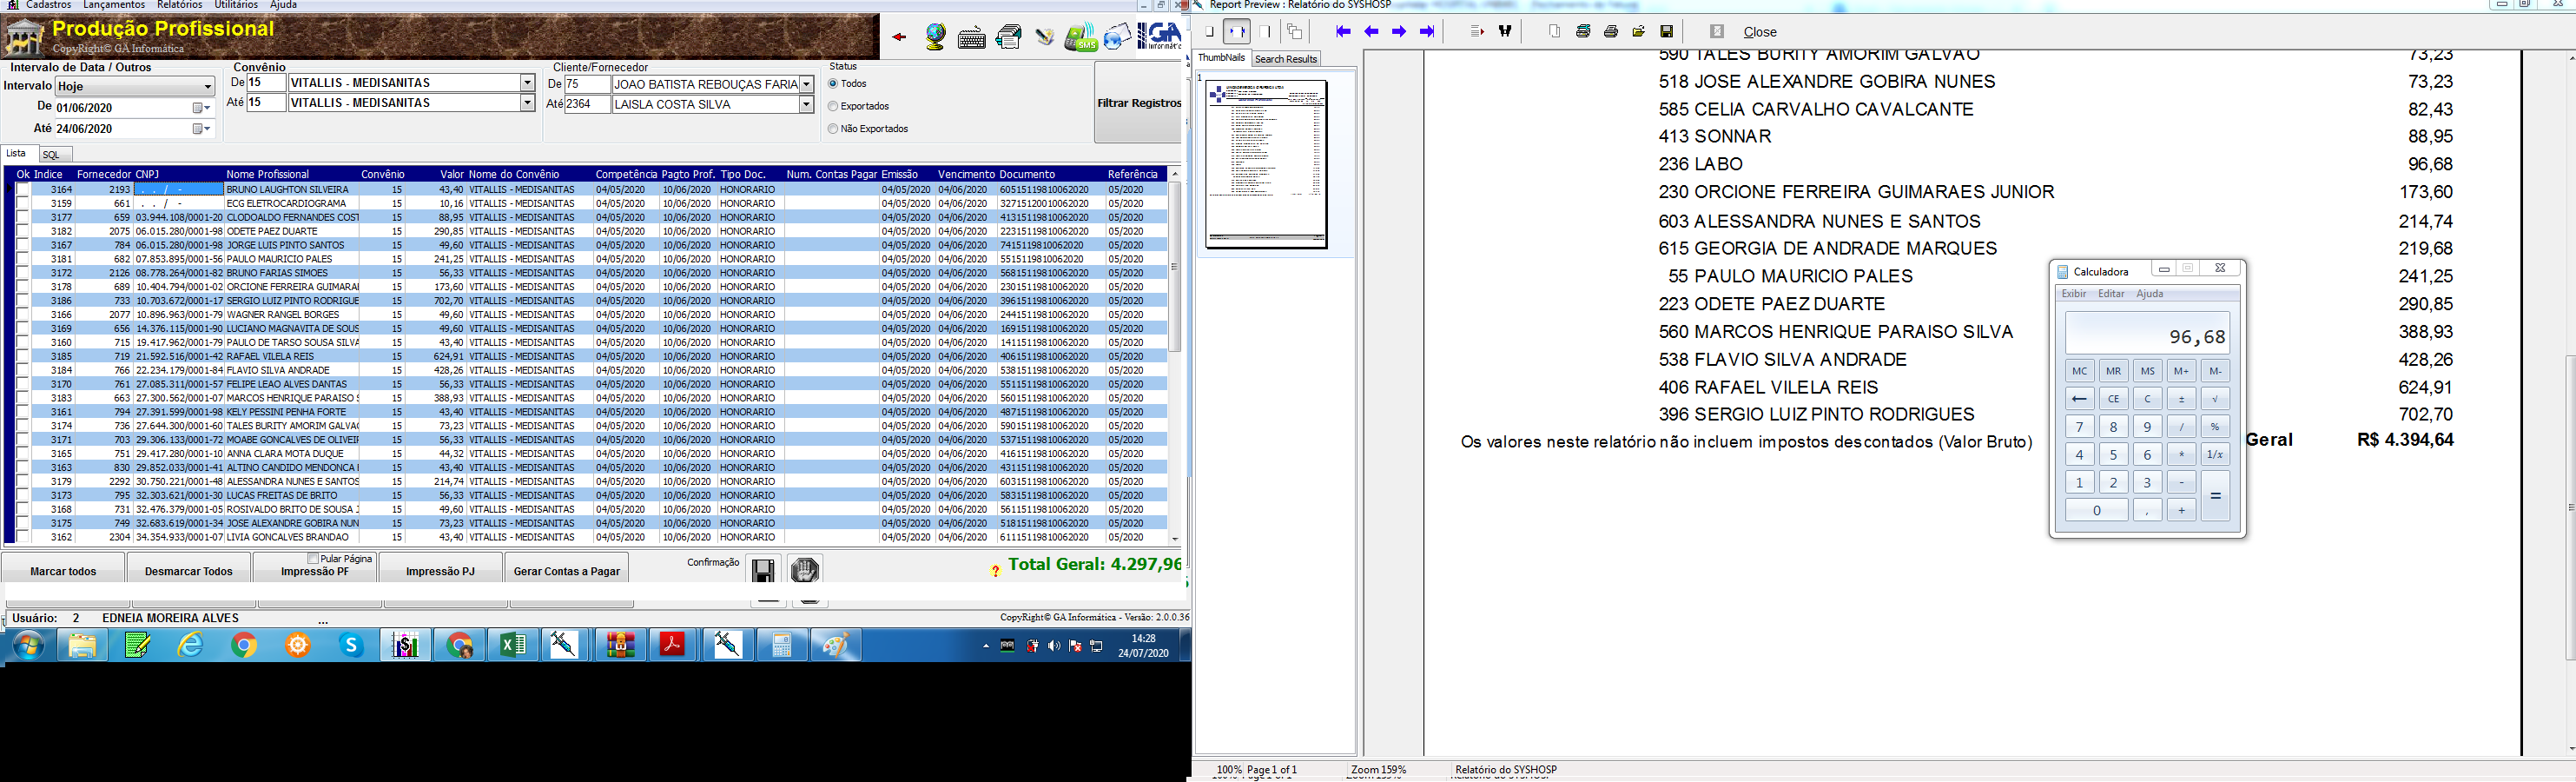 Cadastros Lançamentos Relatórios Utilitários Ajuda
Produção Profissional
CopyRight© GA Informática
SMS
GA
Informátic
Intervalo de Data / Outros
Intervalo Hoje
De 01/06/2020
Até 24/06/2020
Convênio
De 15 VITALLIS - MEDISANITAS
Até 15 VITALLIS - MEDISANITAS
Cliente/Fornecedor
De 75 JOAO BATISTA REBOUÇAS FARIA
Até 2364 LAISLA COSTA SILVA
Status
Todos
Exportados
Não Exportados
Filtrar Registros
Lista SQL
Ok Indice Fornecedor CNPJ Nome Profissional Convênio Valor Nome do Convênio Competência Pagto Prof. Tipo Doc. Num. Contas Pagar Emissão Vencimento Documento Referência
3164 2193 . . / - BRUNO LAUGHTON SILVEIRA 15 43,40 VITALLIS - MEDISANITAS 04/05/2020 10/06/2020 HONORARIO 04/05/2020 04/06/2020 60515119810062020 05/2020
3159 661 . . / - ECG ELETROCARDIOGRAMA 15 10,16 VITALLIS - MEDISANITAS 04/05/2020 10/06/2020 HONORARIO 04/05/2020 04/06/2020 32715120010062020 05/2020
3177 659 03.944.108/0001-20 CLODOALDO FERNANDES COST 15 88,95 VITALLIS - MEDISANITAS 04/05/2020 10/06/2020 HONORARIO 04/05/2020 04/06/2020 41315119810062020 05/2020
3182 2075 06.015.280/0001-98 ODETE PAEZ DUARTE 15 290,85 VITALLIS - MEDISANITAS 04/05/2020 10/06/2020 HONORARIO 04/05/2020 04/06/2020 22315119810062020 05/2020
3167 784 06.015.280/0001-98 JORGE LUIS PINTO SANTOS 15 49,60 VITALLIS - MEDISANITAS 04/05/2020 10/06/2020 HONORARIO 04/05/2020 04/06/2020 7415119810062020 05/2020
3181 682 07.853.895/0001-56 PAULO MAURICIO PALES 15 241,25 VITALLIS - MEDISANITAS 04/05/2020 10/06/2020 HONORARIO 04/05/2020 04/06/2020 5515119810062020 05/2020
3172 2126 08.778.264/0001-82 BRUNO FARIAS SIMOES 15 56,33 VITALLIS - MEDISANITAS 04/05/2020 10/06/2020 HONORARIO 04/05/2020 04/06/2020 56815119810062020 05/2020
3178 689 10.404.794/0001-02 ORCIONE FERREIRA GUIMARAI 15 173,60 VITALLIS - MEDISANITAS 04/05/2020 10/06/2020 HONORARIO 04/05/2020 04/06/2020 23015119810062020 05/2020
3186 733 10.703.672/0001-17 SERGIO LUIZ PINTO RODRIGUE 15 702,70 VITALLIS - MEDISANITAS 04/05/2020 10/06/2020 HONORARIO 04/05/2020 04/06/2020 39615119810062020 05/2020
3166 2077 10.896.963/0001-79 WAGNER RANGEL BORGES 15 49,60 VITALLIS - MEDISANITAS 04/05/2020 10/06/2020 HONORARIO 04/05/2020 04/06/2020 24415119810062020 05/2020
3169 656 14.376.115/0001-90 LUCIANO MAGNAVITA DE SOUS 15 49,60 VITALLIS - MEDISANITAS 04/05/2020 10/06/2020 HONORARIO 04/05/2020 04/06/2020 16915119810062020 05/2020
3160 715 19.417.962/0001-79 PAULO DE TARSO SOUSA SILVA 15 43,40 VITALLIS - MEDISANITAS 04/05/2020 10/06/2020 HONORARIO 04/05/2020 04/06/2020 14115119810062020 05/2020
3185 719 21.592.516/0001-42 RAFAEL VILELA REIS 15 624,91 VITALLIS - MEDISANITAS 04/05/2020 10/06/2020 HONORARIO 04/05/2020 04/06/2020 40615119810062020 05/2020
3184 766 22.234.179/0001-84 FLAVIO SILVA ANDRADE 15 428,26 VITALLIS - MEDISANITAS 04/05/2020 10/06/2020 HONORARIO 04/05/2020 04/06/2020 53815119810062020 05/2020
3170 761 27.085.311/0001-57 FELIPE LEAO ALVES DANTAS 15 56,33 VITALLIS - MEDISANITAS 04/05/2020 10/06/2020 HONORARIO 04/05/2020 04/06/2020 55115119810062020 05/2020
3183 663 27.300.562/0001-07 MARCOS HENRIQUE PARAISO S 15 388,93 VITALLIS - MEDISANITAS 04/05/2020 10/06/2020 HONORARIO 04/05/2020 04/06/2020 56015119810062020 05/2020
3161 794 27.391.599/0001-98 KELY PESSINI PENHA FORTE 15 43,40 VITALLIS - MEDISANITAS 04/05/2020 10/06/2020 HONORARIO 04/05/2020 04/06/2020 48715119810062020 05/2020
3174 736 27.644.300/0001-60 TALES BURITY AMORIM GALVAO 15 73,23 VITALLIS - MEDISANITAS 04/05/2020 10/06/2020 HONORARIO 04/05/2020 04/06/2020 59015119810062020 05/2020
3171 703 29.306.133/0001-72 MOABE GONCALVES DE OLIVEIF 15 56,33 VITALLIS - MEDISANITAS 04/05/2020 10/06/2020 HONORARIO 04/05/2020 04/06/2020 53715119810062020 05/2020
3165 751 29.417.280/0001-10 ANNA CLARA MOTA DUQUE 15 44,32 VITALLIS - MEDISANITAS 04/05/2020 10/06/2020 HONORARIO 04/05/2020 04/06/2020 41615119810062020 05/2020
3163 830 29.852.033/0001-41 ALTINO CANDIDO MENDONCA 15 43,40 VITALLIS - MEDISANITAS 04/05/2020 10/06/2020 HONORARIO 04/05/2020 04/06/2020 43115119810062020 05/2020
3179 2292 30.750.221/0001-48 ALESSANDRA NUNES E SANTOS 15 214,74 VITALLIS - MEDISANITAS 04/05/2020 10/06/2020 HONORARIO 04/05/2020 04/06/2020 60315119810062020 05/2020
3173 795 32.303.621/0001-30 LUCAS FREITAS DE BRITO 15 56,33 VITALLIS - MEDISANITAS 04/05/2020 10/06/2020 HONORARIO 04/05/2020 04/06/2020 58315119810062020 05/2020
3168 731 32.476.379/0001-05 ROSIVALDO BRITO DE SOUSA J 15 49,60 VITALLIS - MEDISANITAS 04/05/2020 10/06/2020 HONORARIO 04/05/2020 04/06/2020 56115119810062020 05/2020
3175 749 32.683.619/0001-34 JOSE ALEXANDRE GOBIRA NUN 15 73,23 VITALLIS - MEDISANITAS 04/05/2020 10/06/2020 HONORARIO 04/05/2020 04/06/2020 51815119810062020 05/2020
3162 2304 34.354.933/0001-07 LIVIA GONCALVES BRANDAO 15 43,40 VITALLIS - MEDISANITAS 04/05/2020 10/06/2020 HONORARIO 04/05/2020 04/06/2020 61115119810062020 05/2020
Marcar todos Desmarcar Todos Pular Página Impressão PF Impressão PJ Gerar Contas a Pagar Confirmação Total Geral: 4.297,96
Usuário: 2 EDNEIA MOREIRA ALVES ... CopyRight© GA Informática - Versão: 2.0.0.36
14:28
24/07/2020
Report Preview : Relatório do SYSHOSP
Close
ThumbNails Search Results
1
590 TALES BURITY AMORIM GALVAO 73,23
518 JOSE ALEXANDRE GOBIRA NUNES 73,23
585 CELIA CARVALHO CAVALCANTE 82,43
413 SONNAR 88,95
236 LABO 96,68
230 ORCIONE FERREIRA GUIMARAES JUNIOR 173,60
603 ALESSANDRA NUNES E SANTOS 214,74
615 GEORGIA DE ANDRADE MARQUES 219,68
55 PAULO MAURICIO PALES 241,25
223 ODETE PAEZ DUARTE 290,85
560 MARCOS HENRIQUE PARAISO SILVA 388,93
538 FLAVIO SILVA ANDRADE 428,26
406 RAFAEL VILELA REIS 624,91
396 SERGIO LUIZ PINTO RODRIGUES 702,70
Os valores neste relatório não incluem impostos descontados (Valor Bruto) Geral R$ 4.394,64
Calculadora
Exibir Editar Ajuda
96,68
MC MR MS M+ M-
← CE C ± √
7 8 9 / %
4 5 6 * 1/x
1 2 3 - =
0 , +
100% Page 1 of 1 Zoom 159% Relatório do SYSHOSP